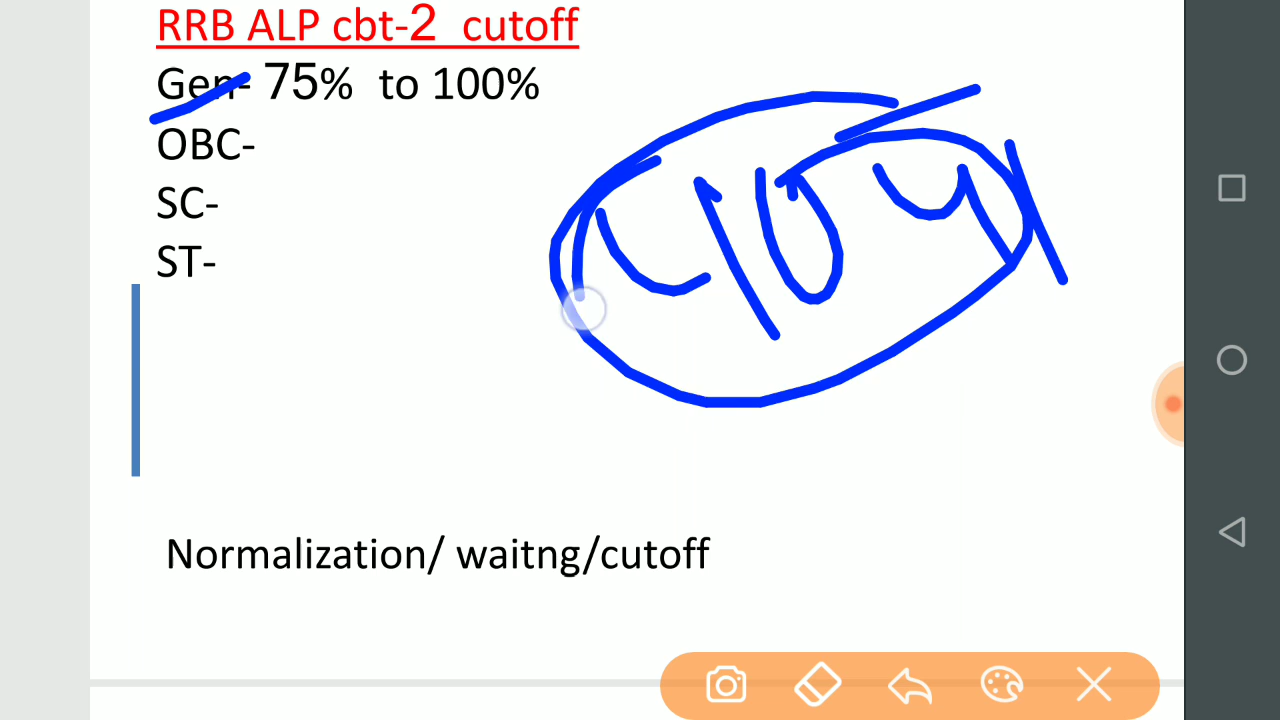 RRB ALP cbt-2 cutoff
Gen- 75% to 100%
OBC-
SC-
ST-
Normalization/ waitng/cutoff